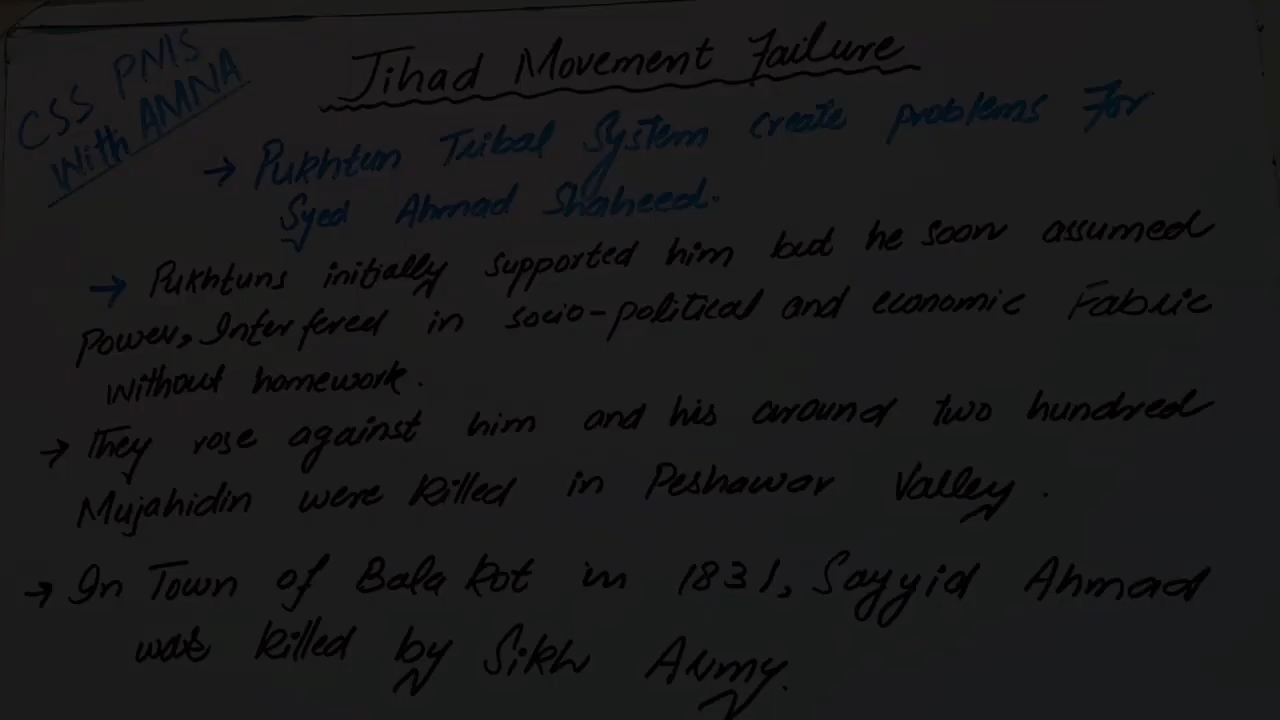 CSS PMS
With AMNA
Jihad Movement Failure
→ Pukhtun Tribal System create problems For
Syed Ahmad Shaheed.
→ Pukhtuns initially supported him but he soon assumed
Power, Interfered in socio-political and economic Fabric
without homework.
→ They rose against him and his around two hundred
Mujahidin were killed in Peshawar Valley.
→ In Town of Balakot in 1831, Sayyid Ahmad
was killed by Sikh Army.